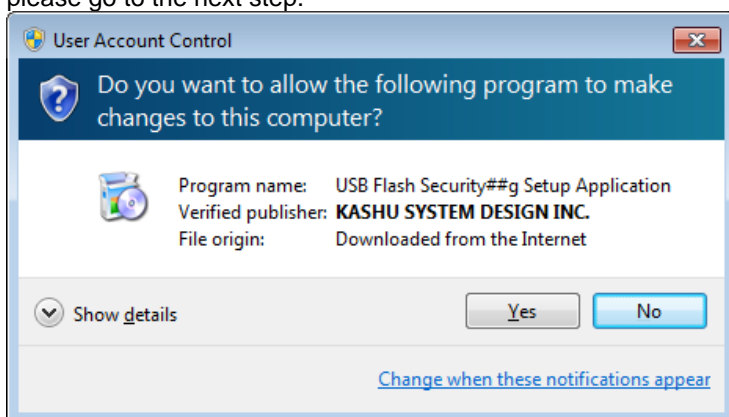 please go to the next step.
User Account Control
Do you want to allow the following program to make
changes to this computer?
Program name: USB Flash Security##g Setup Application
Verified publisher: KASHU SYSTEM DESIGN INC.
File origin: Downloaded from the Internet
Show details
Yes
No
Change when these notifications appear